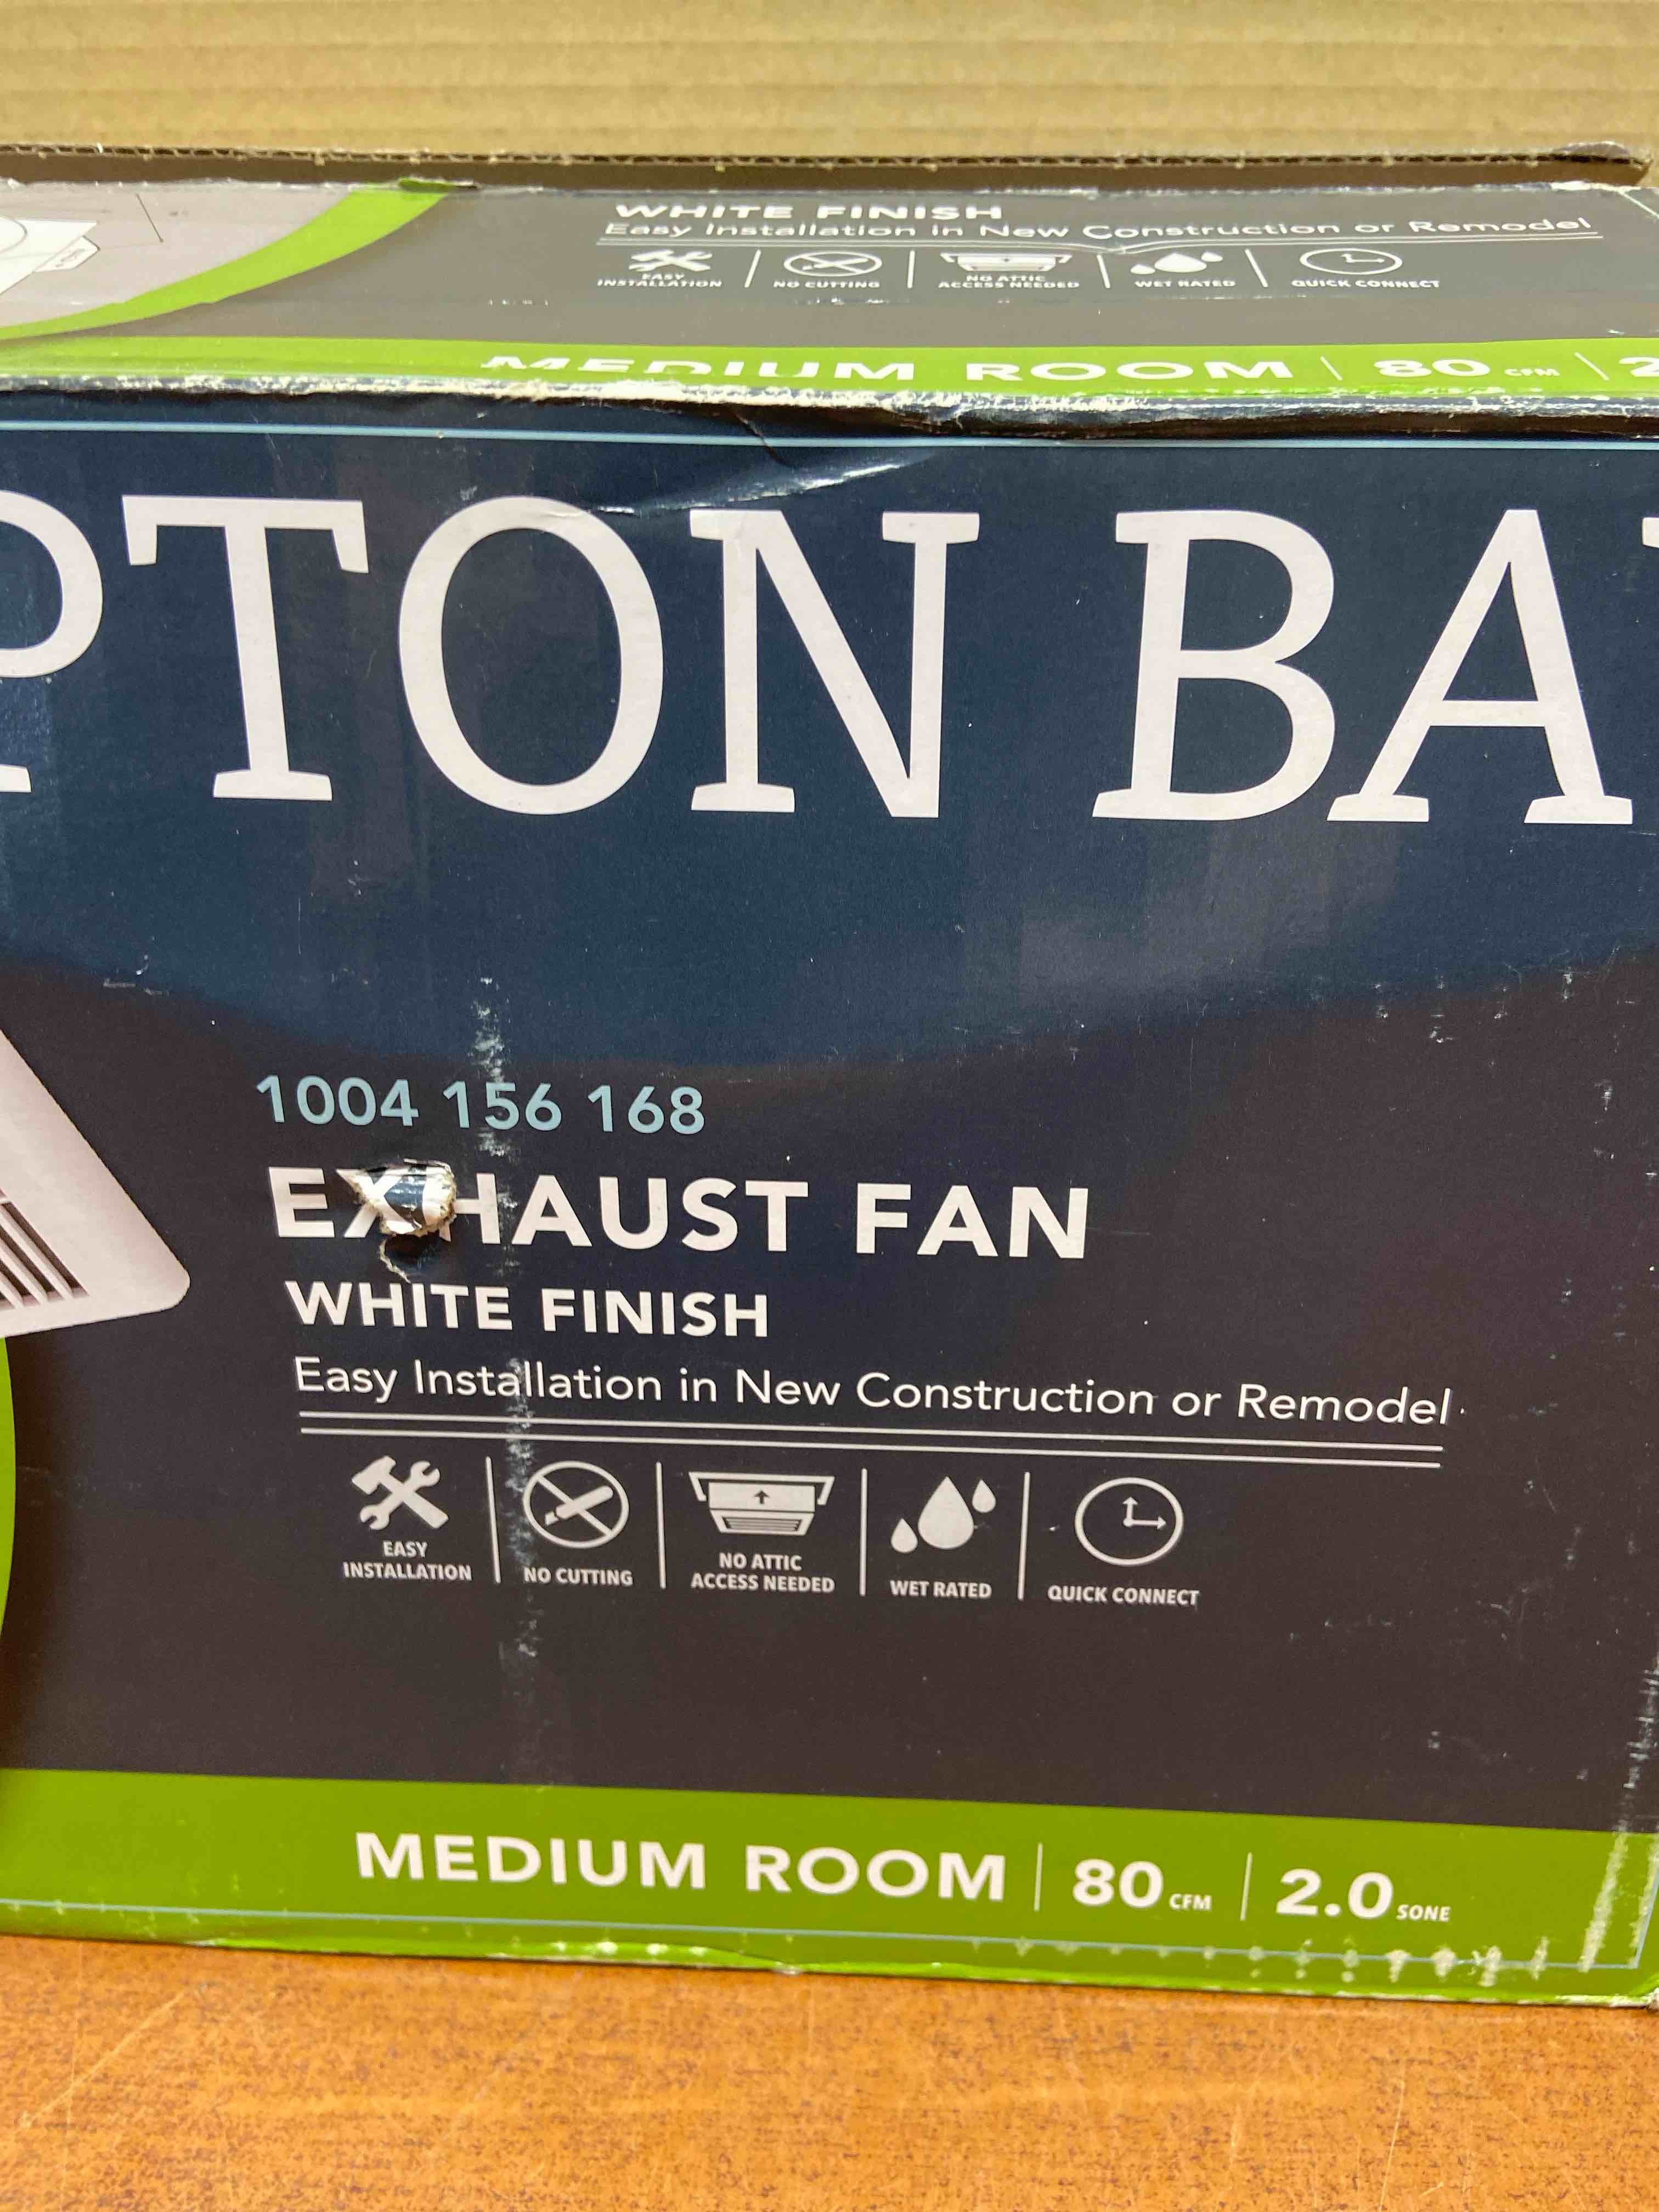 WHITE FINISH
Easy Installation in New Construction or Remodel
EASY INSTALLATION
NO CUTTING
NO ATTIC ACCESS NEEDED
WET RATED
QUICK CONNECT
MEDIUM ROOM | 80 CFM | 2
PTON BA
1004 156 168
EXHAUST FAN
WHITE FINISH
Easy Installation in New Construction or Remodel
EASY
INSTALLATION
NO CUTTING
NO ATTIC
ACCESS NEEDED
WET RATED
QUICK CONNECT
MEDIUM ROOM | 80 CFM | 2.0 SONE